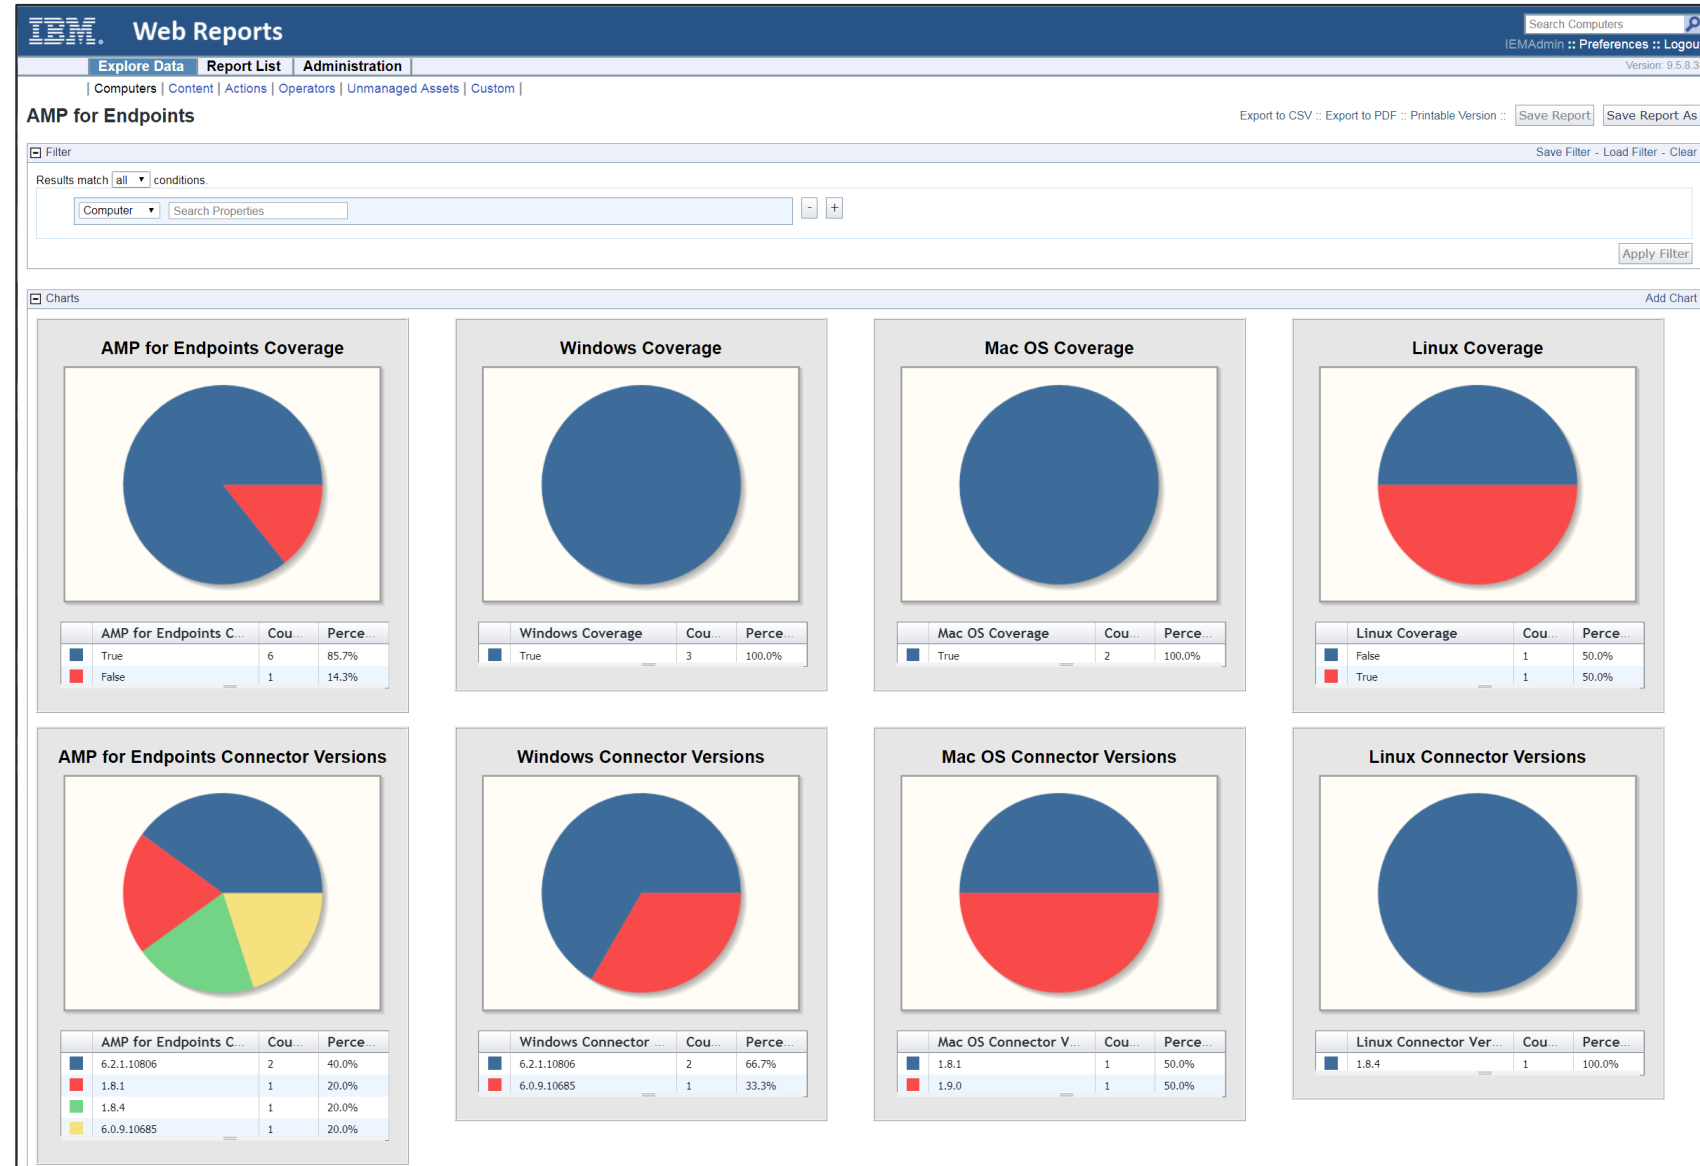 IBM. Web Reports
Search Computers
IEMAdmin :: Preferences :: Logout
Explore Data Report List Administration
Version: 9.5.8.3
| Computers | Content | Actions | Operators | Unmanaged Assets | Custom |
AMP for Endpoints
Export to CSV :: Export to PDF :: Printable Version :: Save Report Save Report As
Filter
Save Filter - Load Filter - Clear
Results match all conditions.
Computer Search Properties - +
Apply Filter
Charts
Add Chart
AMP for Endpoints Coverage
AMP for Endpoints C... Cou... Perce...
True 6 85.7%
False 1 14.3%
Windows Coverage
Windows Coverage Cou... Perce...
True 3 100.0%
Mac OS Coverage
Mac OS Coverage Cou... Perce...
True 2 100.0%
Linux Coverage
Linux Coverage Cou... Perce...
False 1 50.0%
True 1 50.0%
AMP for Endpoints Connector Versions
AMP for Endpoints C... Cou... Perce...
6.2.1.10806 2 40.0%
1.8.1 1 20.0%
1.8.4 1 20.0%
6.0.9.10685 1 20.0%
Windows Connector Versions
Windows Connector ... Cou... Perce...
6.2.1.10806 2 66.7%
6.0.9.10685 1 33.3%
Mac OS Connector Versions
Mac OS Connector V... Cou... Perce...
1.8.1 1 50.0%
1.9.0 1 50.0%
Linux Connector Versions
Linux Connector Ver... Cou... Perce...
1.8.4 1 100.0%